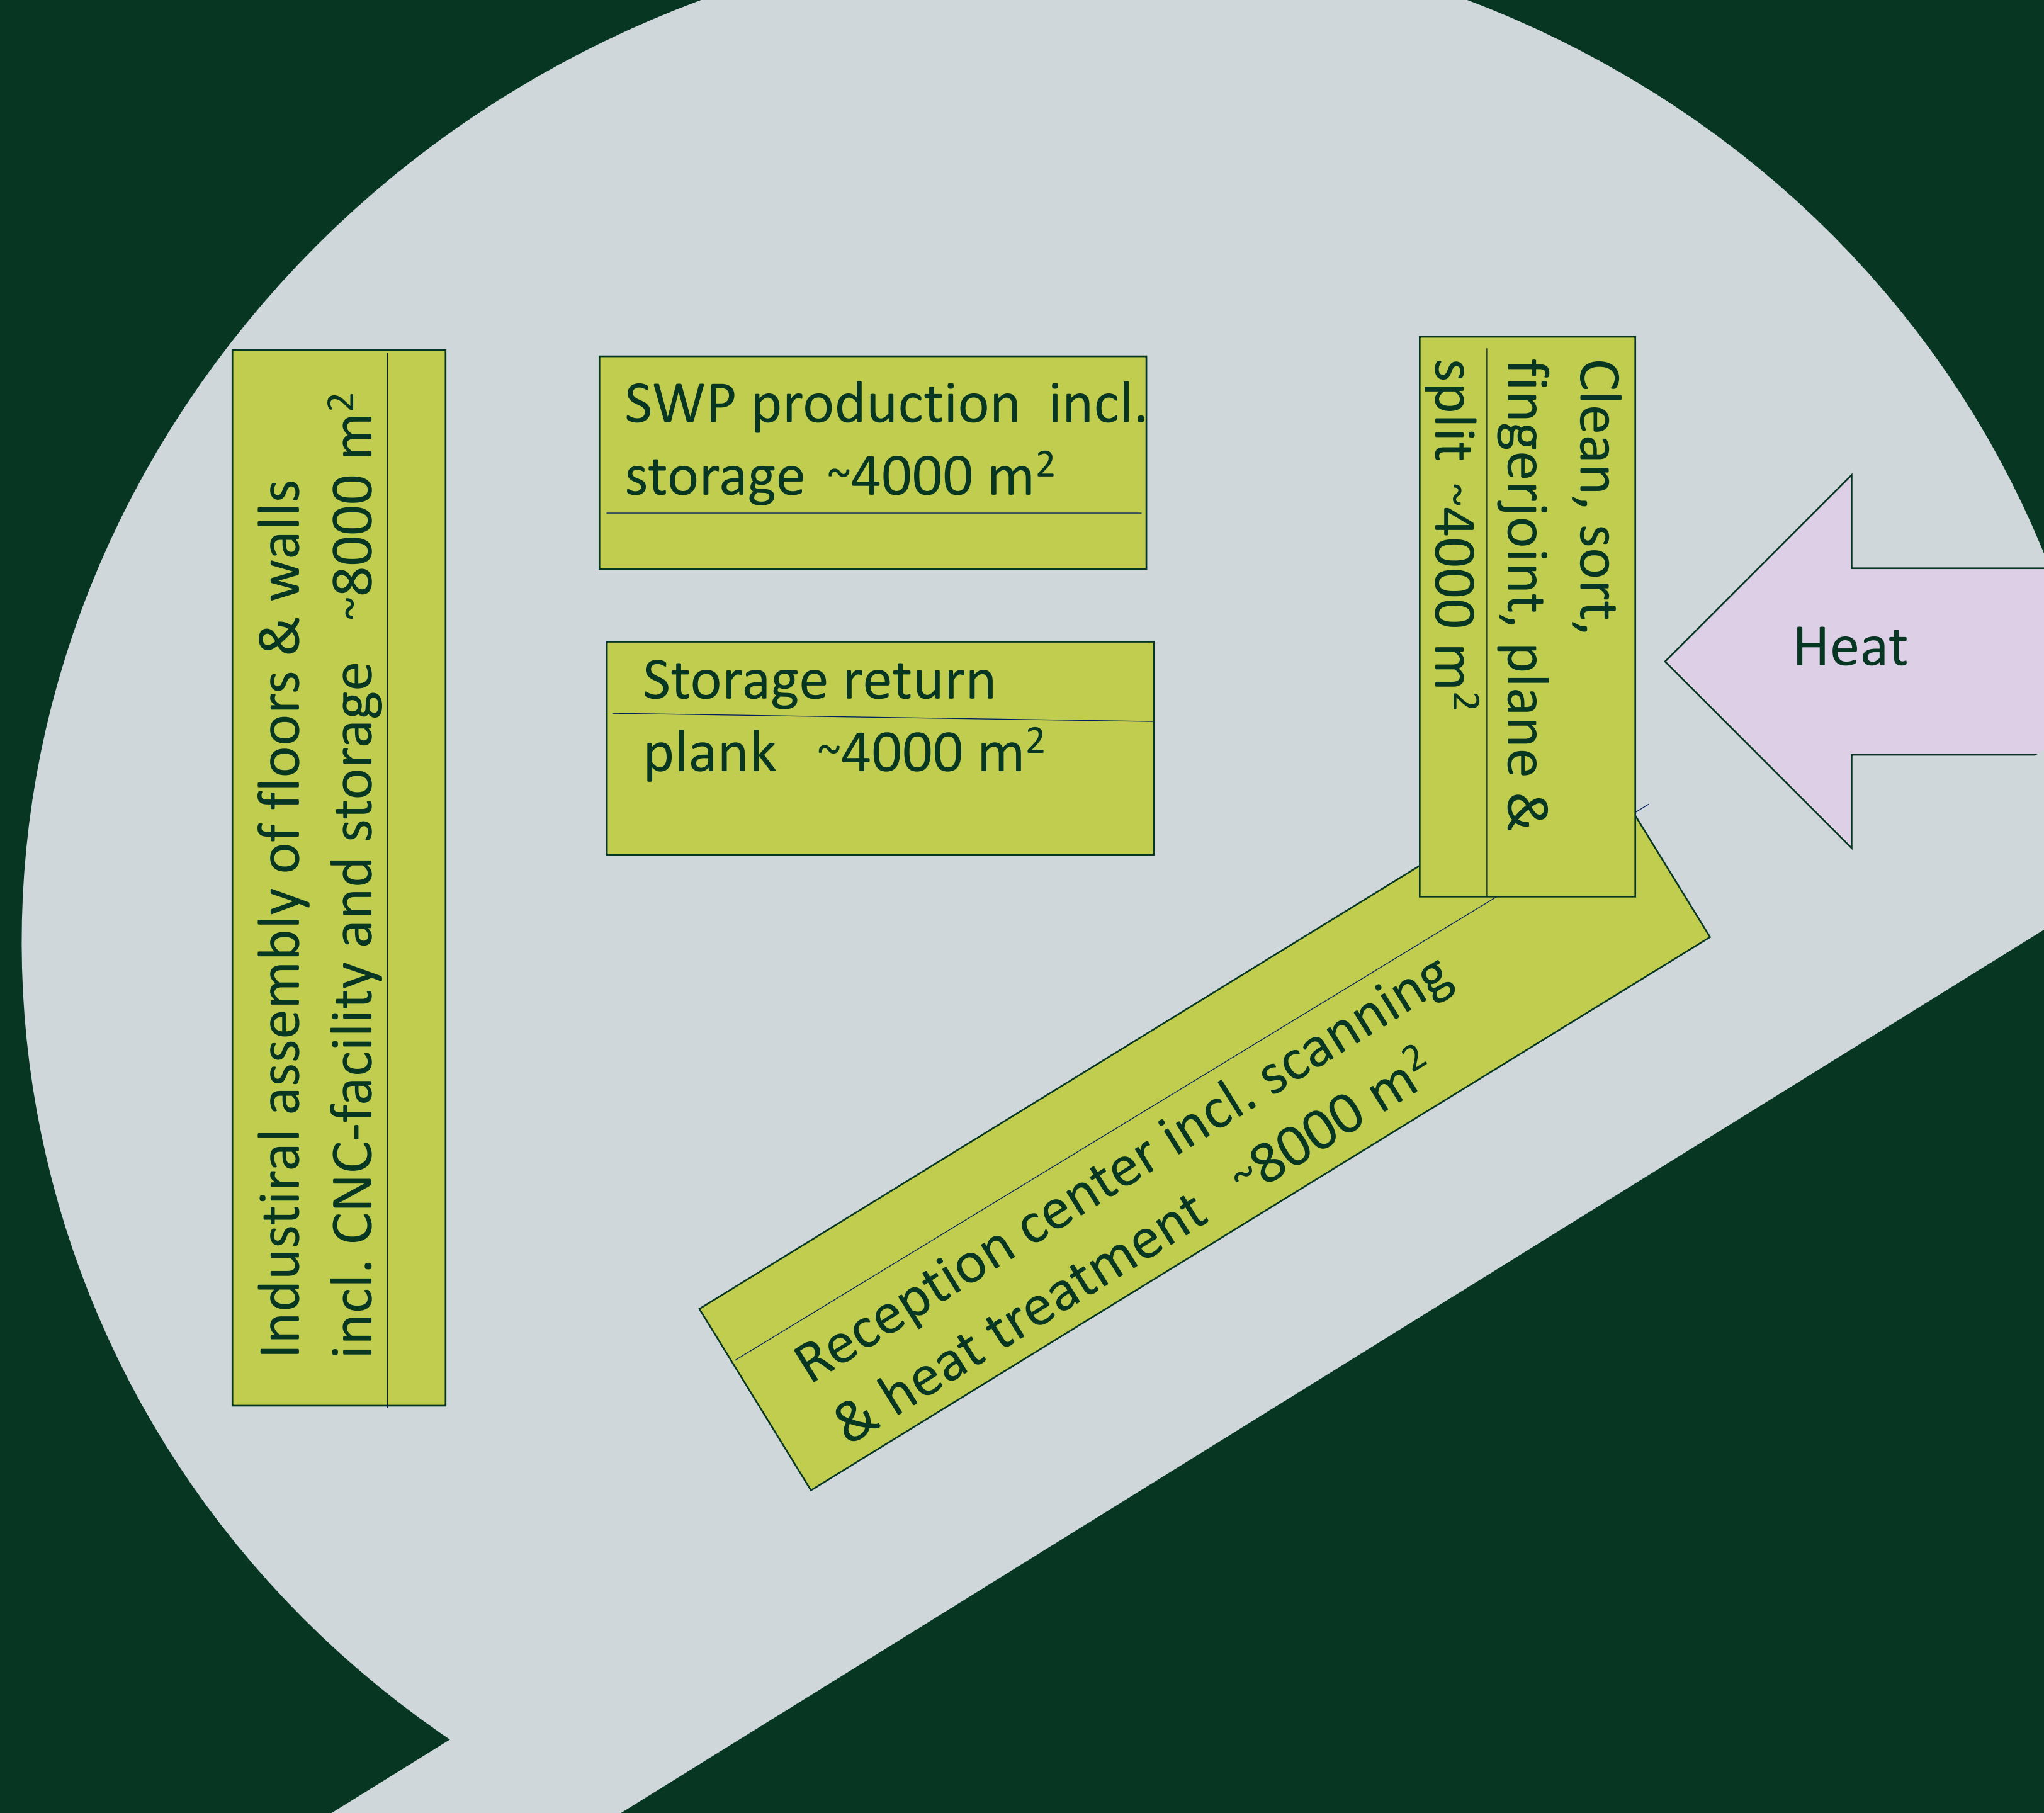 Industiral assembly of floors & walls
incl. CNC-facility and storage ~8000 m²
SWP production incl.
storage ~4000 m²
Storage return
plank ~4000 m²
Clean, sort,
fingerjoint, plane &
split ~4000 m²
Heat
Reception center incl. scanning
& heat treatment ~8000 m²